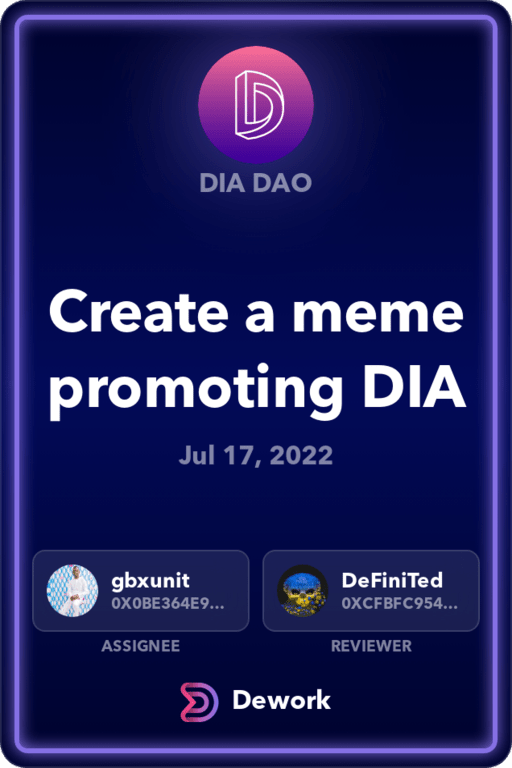 DIA DAO
Create a meme
promoting DIA
Jul 17, 2022
gbxunit
0X0BE364E9...
ASSIGNEE
DeFiniTed
0XCFBFC954...
REVIEWER
Dework